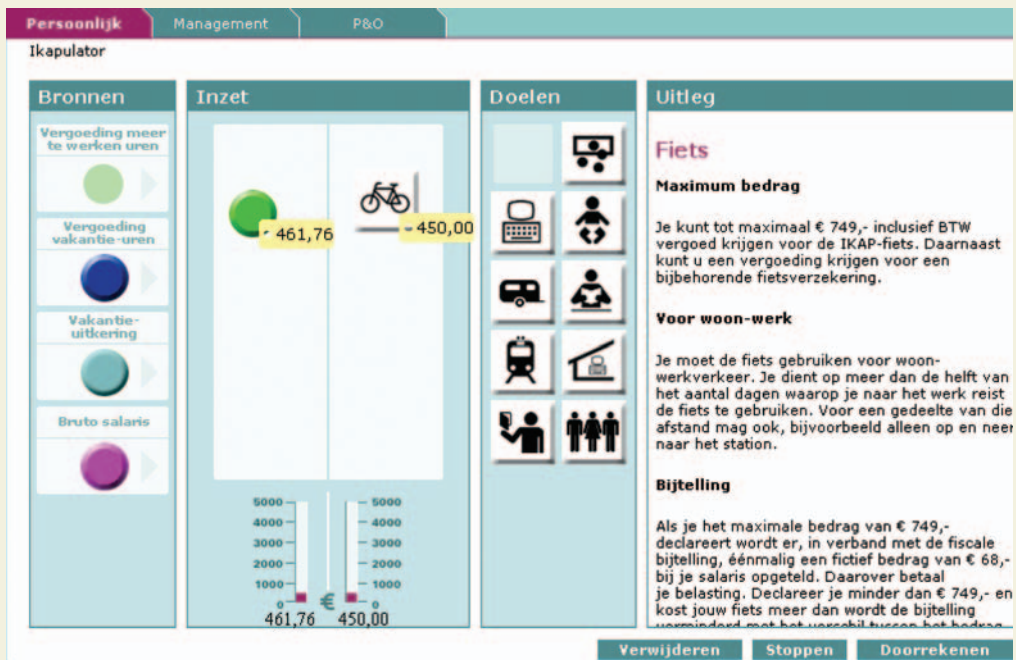 Persoonlijk
Management
P&O
Ikapulator
Bronnen
Vergoeding meer
te werken uren
Vergoeding
vakantie-uren
Vakantie-
uitkering
Bruto salaris
Inzet
461,76
450,00
5000
5000
4000
4000
3000
3000
2000
2000
1000
1000
0
€
0
461,76
450,00
Doelen
Uitleg
Fiets
Maximum bedrag
Je kunt tot maximaal € 749,- inclusief BTW
vergoed krijgen voor de IKAP-fiets. Daarnaast
kunt u een vergoeding krijgen voor een
bijbehorende fietsverzekering.
Voor woon-werk
Je moet de fiets gebruiken voor woon-
werkverkeer. Je dient op meer dan de helft van
het aantal dagen waarop je naar het werk reist
de fiets te gebruiken. Voor een gedeelte van die
afstand mag ook, bijvoorbeeld alleen op en neer
naar het station.
Bijtelling
Als je het maximale bedrag van € 749,-
declareert wordt er, in verband met de fiscale
bijtelling, éénmalig een fictief bedrag van € 68,-
bij je salaris opgeteld. Daarover betaal
je belasting. Declareer je minder dan € 749,- en
kost jouw fiets meer dan wordt de bijtelling
verminderd met het verschil tussen het bedrag
Verwijderen
Stoppen
Doorrekenen